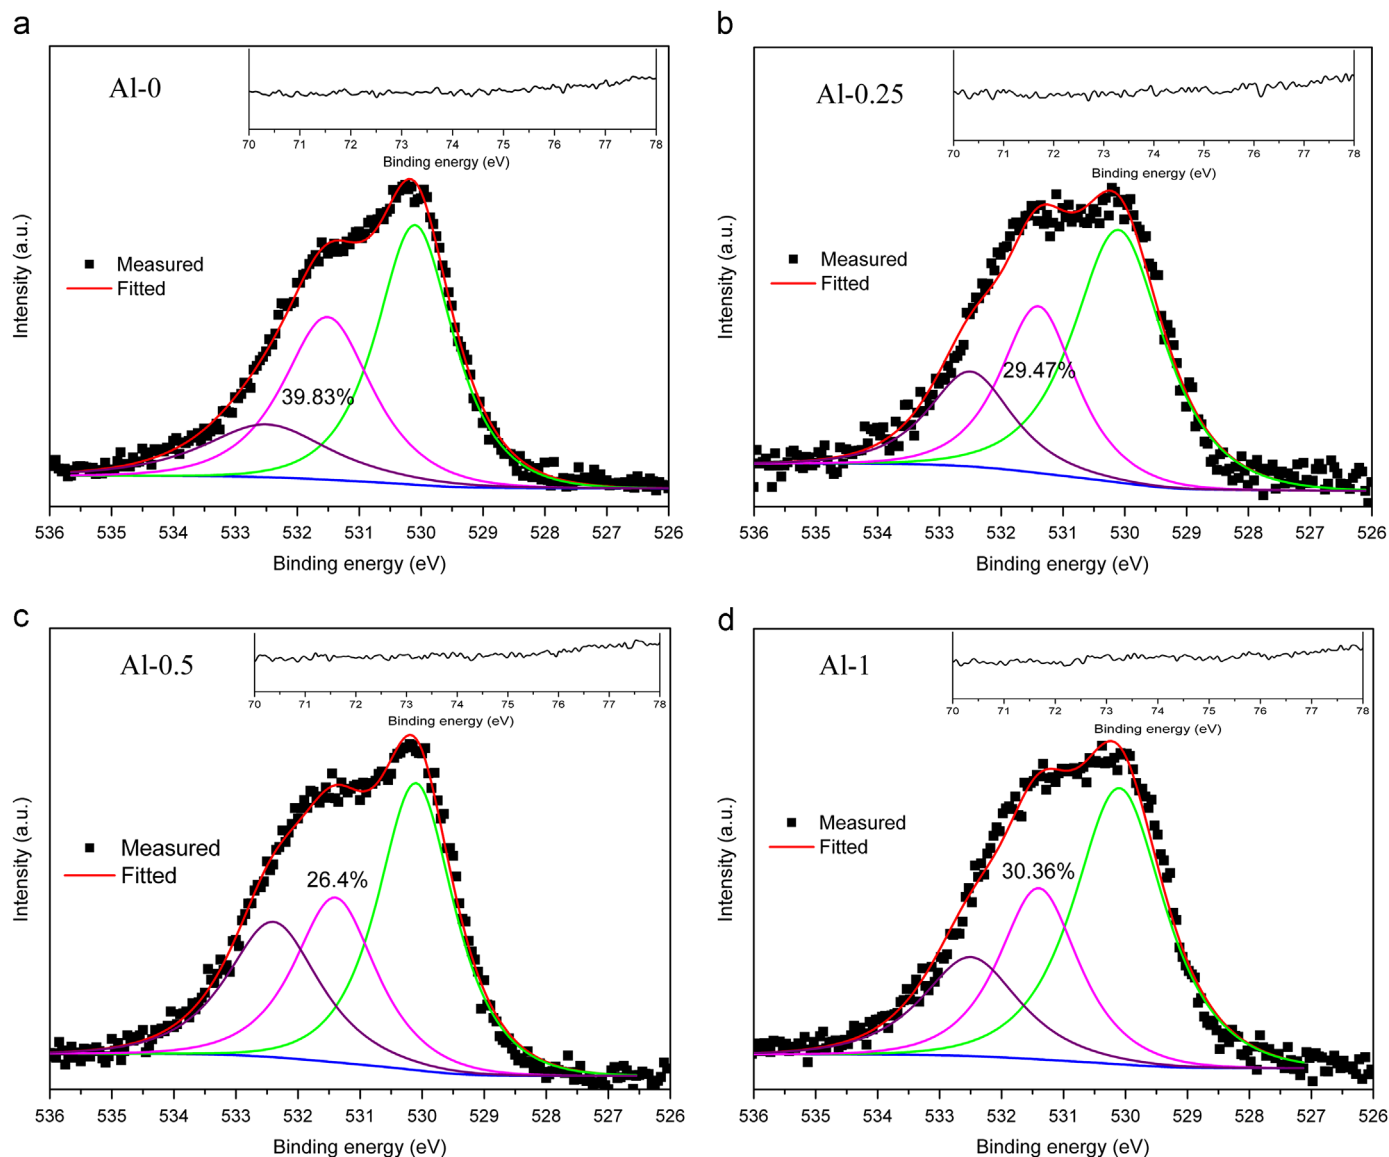 a
Al-0
70 71 72 73 74 75 76 77 78
Binding energy (eV)
Measured
Fitted
39.83%
Intensity (a.u.)
536 535 534 533 532 531 530 529 528 527 526
Binding energy (eV)
b
Al-0.25
70 71 72 73 74 75 76 77 78
Binding energy (eV)
Measured
Fitted
29.47%
Intensity (a.u.)
536 535 534 533 532 531 530 529 528 527 526
Binding energy (eV)
c
Al-0.5
70 71 72 73 74 75 76 77 78
Binding energy (eV)
Measured
Fitted
26.4%
Intensity (a.u.)
536 535 534 533 532 531 530 529 528 527 526
Binding energy (eV)
d
Al-1
70 71 72 73 74 75 76 77 78
Binding energy (eV)
Measured
Fitted
30.36%
Intensity (a.u.)
536 535 534 533 532 531 530 529 528 527 526
Binding energy (eV)